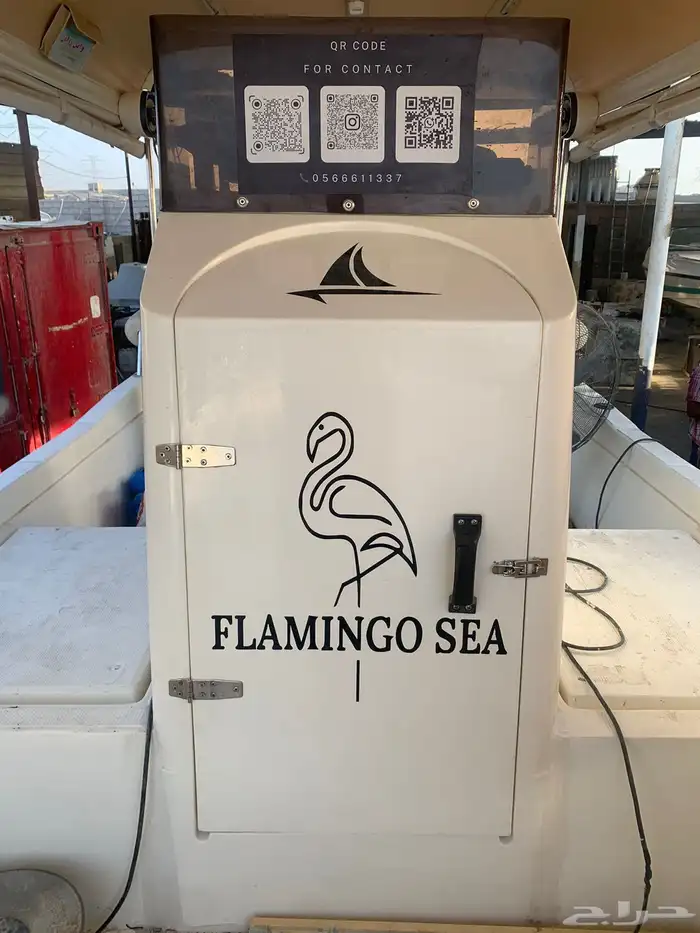 QR CODE
FOR CONTACT
0566611337
FLAMINGO SEA
حراج